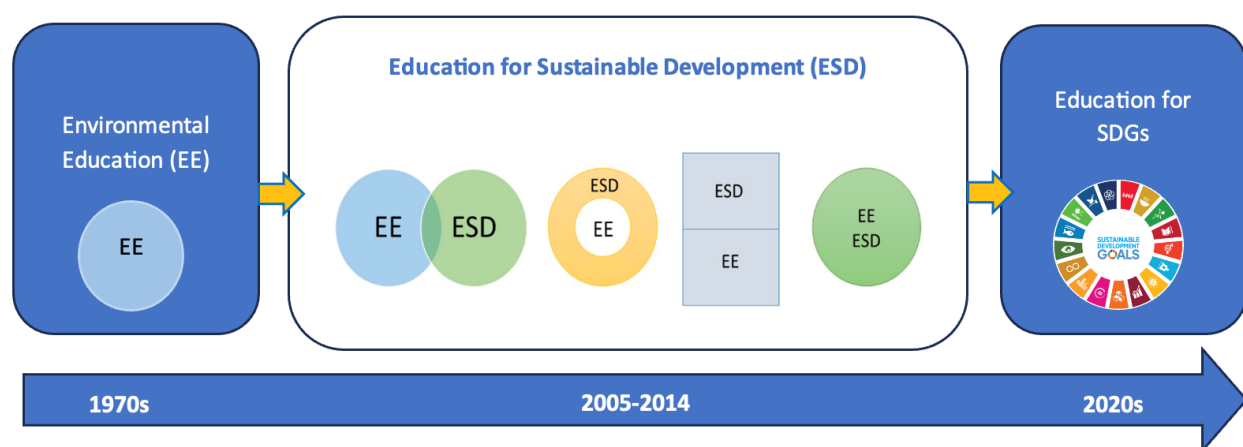 Environmental
Education (EE)
EE
Education for Sustainable Development (ESD)
EE
ESD
ESD
EE
ESD
EE
EE
ESD
Education for
SDGs
SUSTAINABLE
DEVELOPMENT
GOALS
1970s
2005-2014
2020s